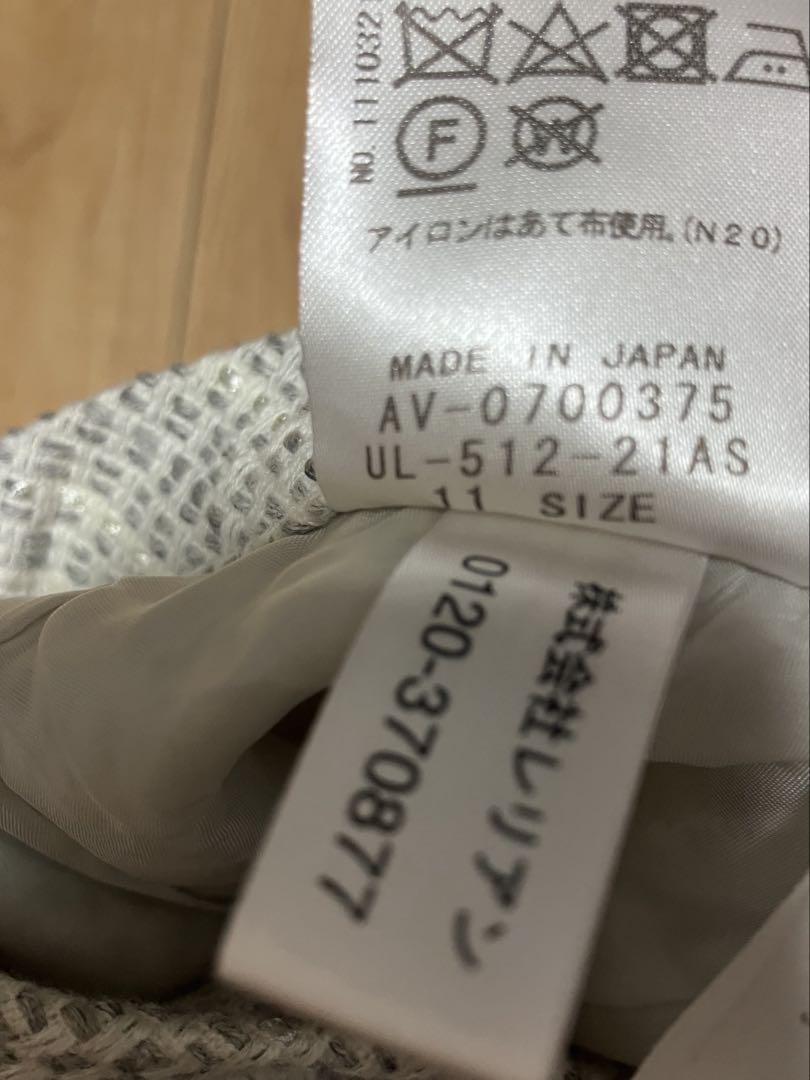 NO. 111032
F
W
アイロンはあて布使用。(N20)
MADE IN JAPAN
AV-0700375
UL-512-21AS
11 SIZE
株式会社レリアン
0120-370877